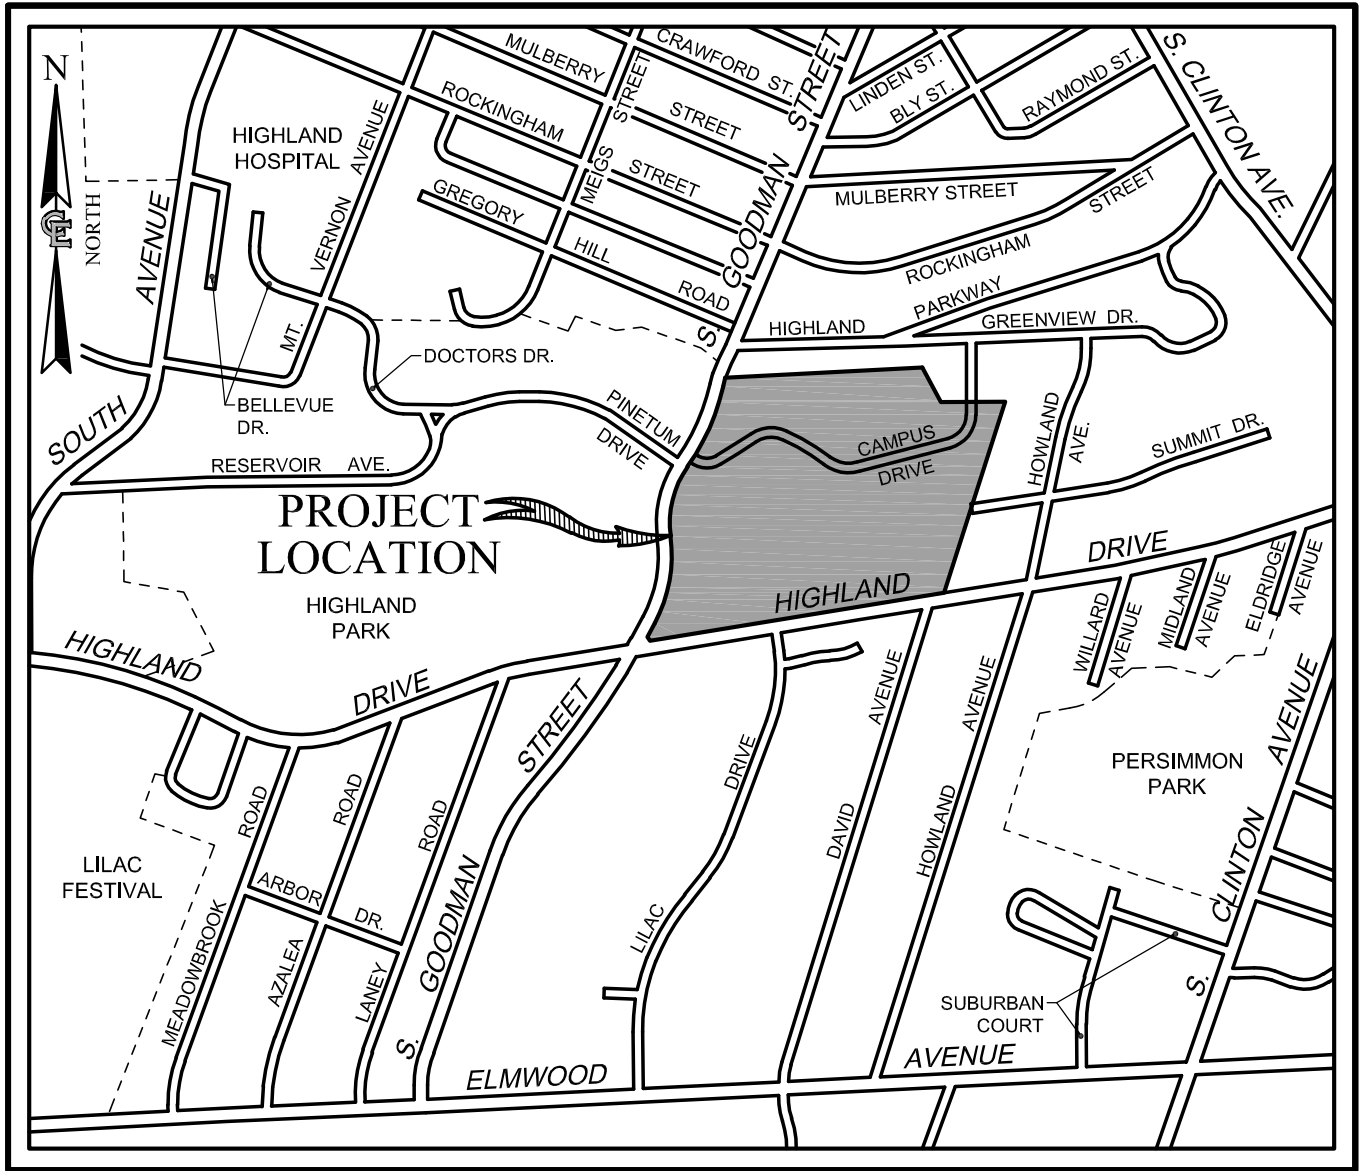 N
NORTH
CE
HIGHLAND
HOSPITAL
MULBERRY
STREET
CRAWFORD ST.
ROCKINGHAM
STREET
GREGORY
HILL
ROAD
MEIGS
STREET
MT.
VERNON
AVENUE
SOUTH
AVENUE
BELLEVUE
DR.
DOCTORS DR.
RESERVOIR AVE.
PINETUM
DRIVE
S.
GOODMAN
STREET
LINDEN ST.
BLY ST.
RAYMOND ST.
S. CLINTON AVE.
MULBERRY STREET
ROCKINGHAM
STREET
HIGHLAND
PARKWAY
GREENVIEW DR.
HOWLAND
AVE.
SUMMIT DR.
CAMPUS
DRIVE
PROJECT
LOCATION
HIGHLAND
PARK
HIGHLAND
DRIVE
HIGHLAND
DRIVE
WILLARD
AVENUE
MIDLAND
AVENUE
ELDRIDGE
AVENUE
PERSIMMON
PARK
LILAC
FESTIVAL
MEADOWBROOK
ROAD
AZALEA
ROAD
LANEY
ROAD
ARBOR
DR.
S.
GOODMAN
STREET
LILAC
DRIVE
DAVID
AVENUE
HOWLAND
AVENUE
S.
CLINTON
AVENUE
SUBURBAN
COURT
ELMWOOD
AVENUE